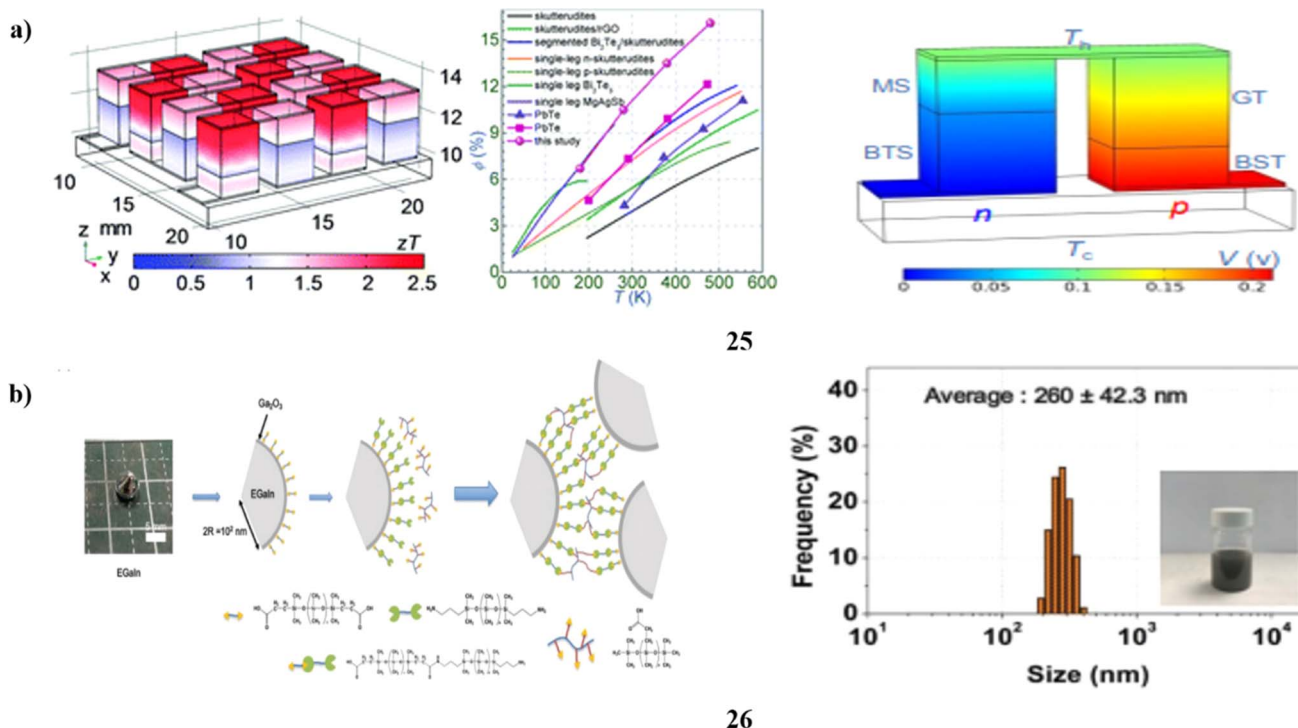 a)
14
12
10
10
15
20
10
15
20
z mm
y
x
zT
0 0.5 1 1.5 2 2.5
skutterudites
skutterudites/rGO
segmented Bi2Te3/skutterudites
single-leg n-skutterudites
single-leg p-skutterudites
single leg Bi2Te3
single leg MgAgSb
PbTe
PbTe
this study
15
12
9
6
3
0
ϕ (%)
0 100 200 300 400 500 600
T (K)
Th
MS
GT
BTS
BST
n
p
Tc
V (v)
0 0.05 0.1 0.15 0.2
25
b)
Ga2O3
EGaIn
2R ≈10² nm
EGaIn
EGaIn
Average : 260 ± 42.3 nm
40
30
20
10
0
Frequency (%)
10¹ 10² 10³ 10⁴
Size (nm)
26